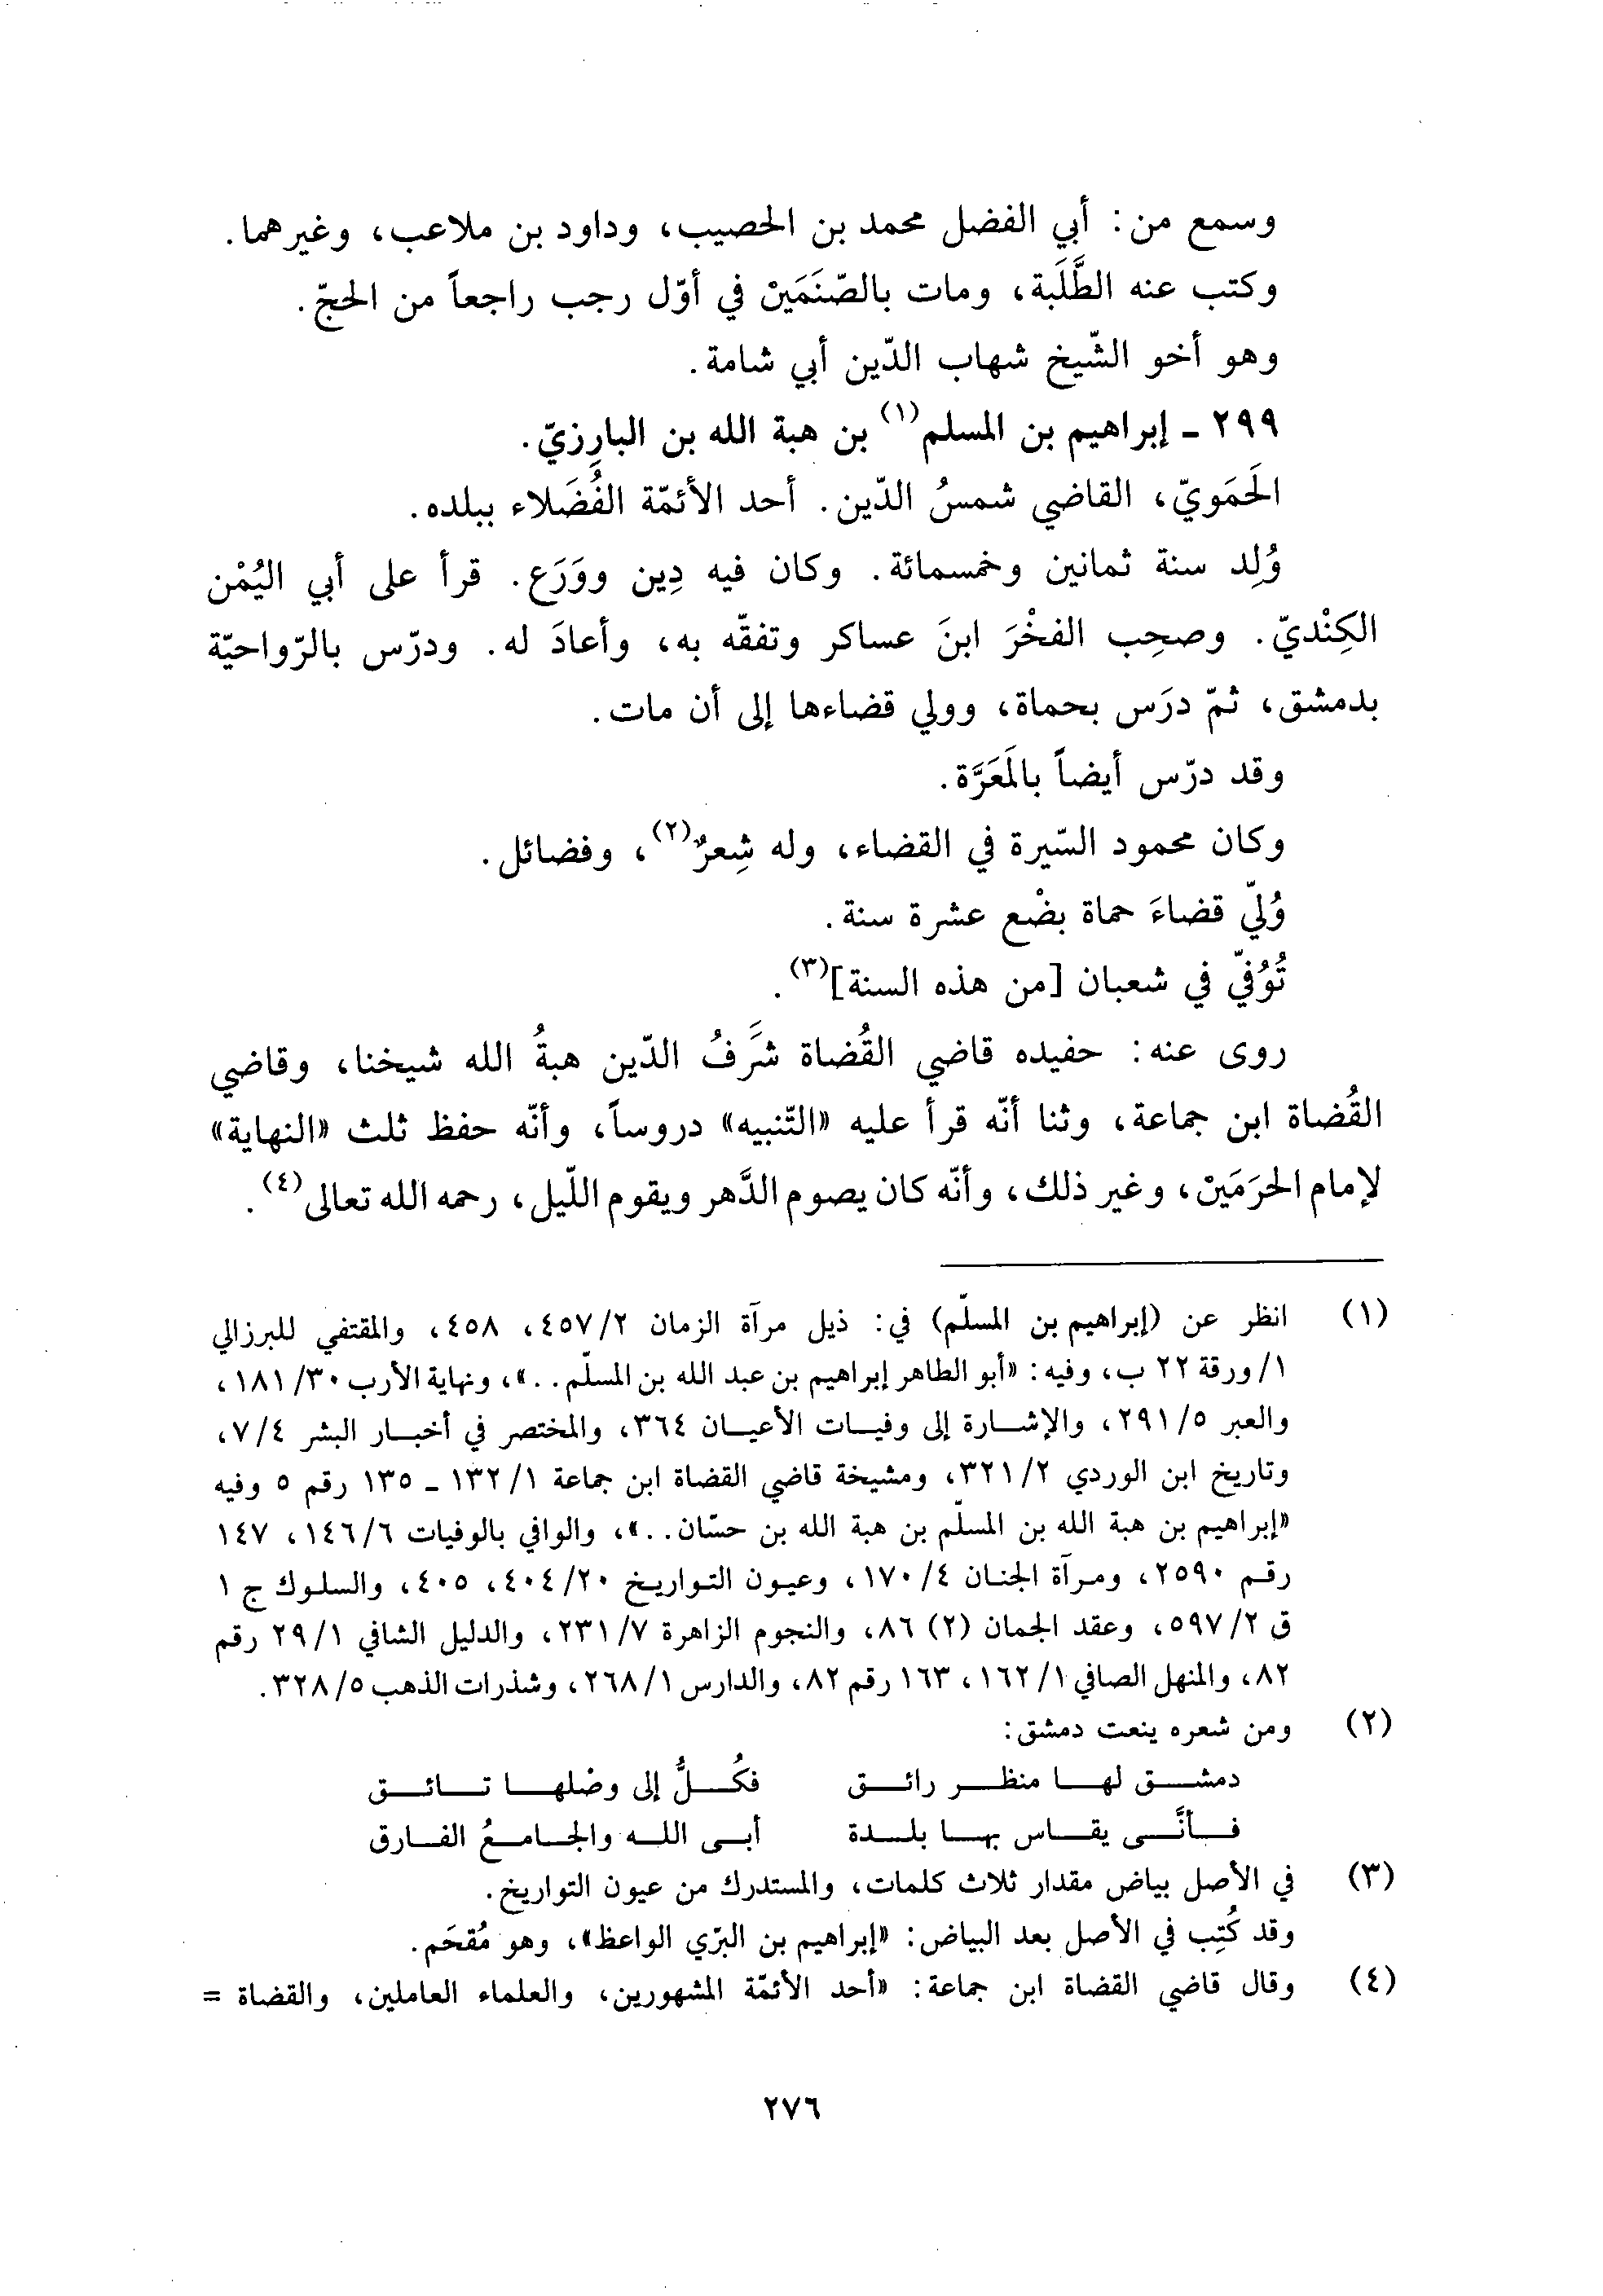 وسمع من: أبي الفضل محمد بن الحصيب، وداود بن ملاعب، وغيرهما.
وكتب عنه الطَّلَبة، ومات بالصّنَمَينْ في أوّل رجب راجعاً من الحجّ.
وهو أخو الشّيخ شهاب الدّين أبي شامة.
٢٩٩ ـ إبراهيم بن المسلم(١) بن هبة الله بن البارِزيّ.
الحَمَويّ، القاضي شمسُ الدّين. أحد الأئمّة الفُضَلاء ببلده.
وُلِد سنة ثمانين وخمسمائة. وكان فيه دِين ووَرَع. قرأ على أبي اليُمْن
الكِنْديّ. وصحِب الفخْرَ ابنَ عساكر وتفقّه به، وأعادَ له. ودرّس بالرّواحيّة
بدمشق، ثمّ درَس بحماة، وولي قضاءها إلى أن مات.
وقد درّس أيضاً بالمَعَرَّة.
وكان محمود السّيرة في القضاء، وله شِعرٌ(٢)، وفضائل.
وُليّ قضاءَ حماة بضْع عشرة سنة.
تُوُفيّ في شعبان [من هذه السنة](٣).
روى عنه: حفيده قاضي القُضاة شرََفُ الدّين هبةُ الله شيخنا، وقاضي
القُضاة ابن جماعة، وثنا أنّه قرأ عليه «التّنبيه» دروساً، وأنّه حفظ ثلث «النهاية»
لإمام الحرَمَينْ، وغير ذلك، وأنّه كان يصوم الدَّهر ويقوم اللّيل، رحمه الله تعالى(٤).
(١) انظر عن (إبراهيم بن المسلّم) في: ذيل مرآة الزمان ٤٥٧/٢، ٤٥٨، والمقتفي للبرزالي
١/ورقة ٢٢ ب، وفيه: «أبو الطاهر إبراهيم بن عبد الله بن المسلّم..»، ونهاية الأرب ١٨١/٣٠،
والعبر ٢٩١/٥، والإشارة إلى وفيات الأعيان ٣٦٤، والمختصر في أخبار البشر ٧/٤،
وتاريخ ابن الوردي ٣٢١/٢، ومشيخة قاضي القضاة ابن جماعة ١٣٢/١ ـ ١٣٥ رقم ٥ وفيه
«إبراهيم بن هبة الله بن المسلّم بن هبة الله بن حسّان..»، والوافي بالوفيات ١٤٦/٦، ١٤٧
رقم ٢٥٩٠، ومرآة الجنان ١٧٠/٤، وعيون التواريخ ٤٠٤/٢٠، ٤٠٥، والسلوك ج ١
ق ٥٩٧/٢، وعقد الجمان (٢) ٨٦، والنجوم الزاهرة ٢٣١/٧، والدليل الشافي ٢٩/١ رقم
٨٢، والمنهل الصافي ١٦٢/١، ١٦٣ رقم ٨٢، والدارس ٢٦٨/١، وشذرات الذهب ٣٢٨/٥.
(٢) ومن شعره ينعت دمشق:
دمشق لها منظر رائق فكُلٌّ إلى وضْلها تائق
فأنَّى يقاس بها بلدة أبى الله والجامعُ الفارق
(٣) في الأصل بياض مقدار ثلاث كلمات، والمستدرك من عيون التواريخ.
وقد كُتِب في الأصل بعد البياض: «إبراهيم بن البرّي الواعظ»، وهو مُقحَم.
(٤) وقال قاضي القضاة ابن جماعة: «أحد الأئمّة المشهورين، والعلماء العاملين، والقضاة =
٢٧٦